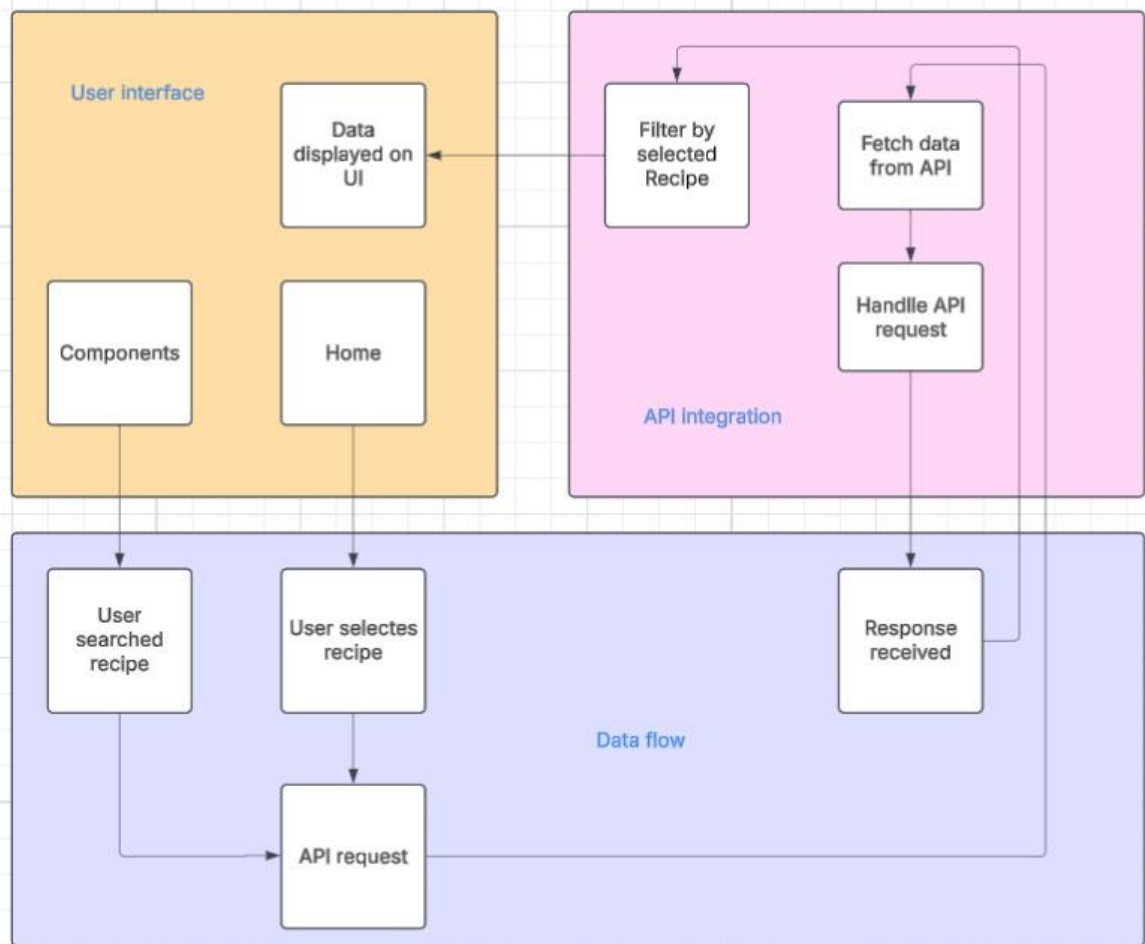 User interface
Data
displayed on
UI
Components
Home
Filter by
selected
Recipe
Fetch data
from API
Handlle API
request
API integration
User
searched
recipe
User selectes
recipe
Response
received
Data flow
API request